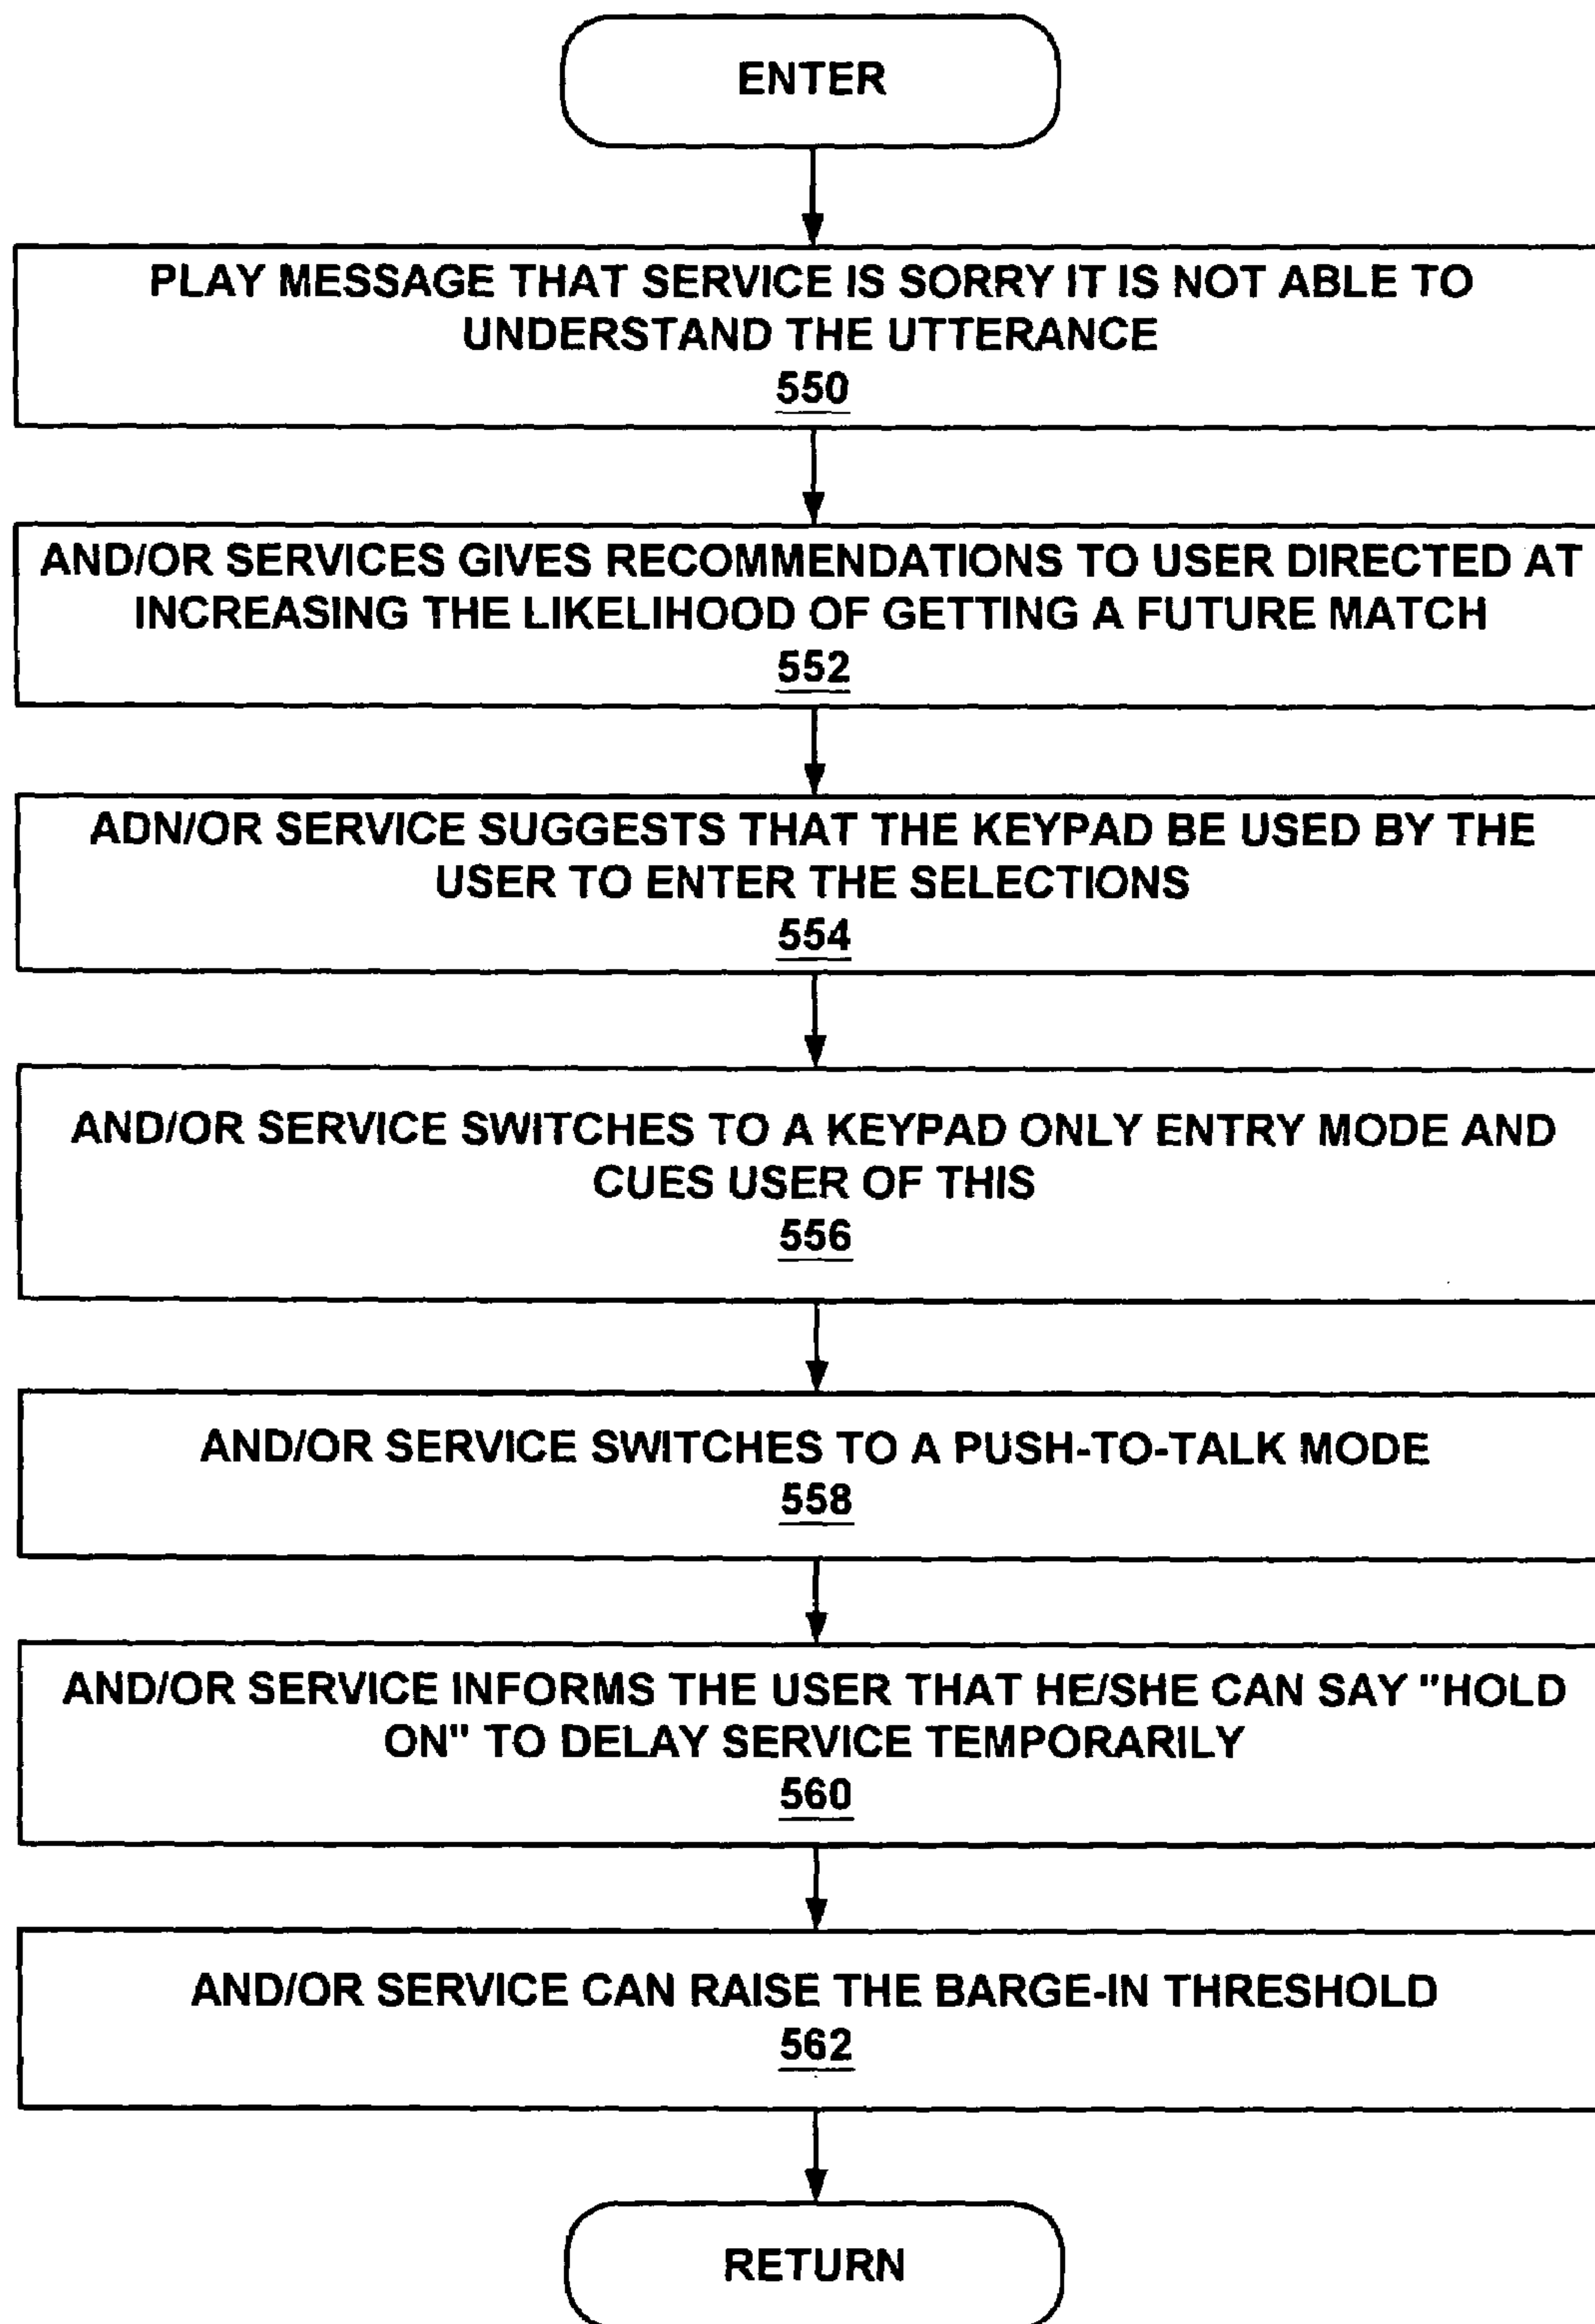 ENTER
PLAY MESSAGE THAT SERVICE IS SORRY IT IS NOT ABLE TO
UNDERSTAND THE UTTERANCE
550
AND/OR SERVICES GIVES RECOMMENDATIONS TO USER DIRECTED AT
INCREASING THE LIKELIHOOD OF GETTING A FUTURE MATCH
552
ADN/OR SERVICE SUGGESTS THAT THE KEYPAD BE USED BY THE
USER TO ENTER THE SELECTIONS
554
AND/OR SERVICE SWITCHES TO A KEYPAD ONLY ENTRY MODE AND
CUES USER OF THIS
556
AND/OR SERVICE SWITCHES TO A PUSH-TO-TALK MODE
558
AND/OR SERVICE INFORMS THE USER THAT HE/SHE CAN SAY "HOLD
ON" TO DELAY SERVICE TEMPORARILY
560
AND/OR SERVICE CAN RAISE THE BARGE-IN THRESHOLD
562
RETURN